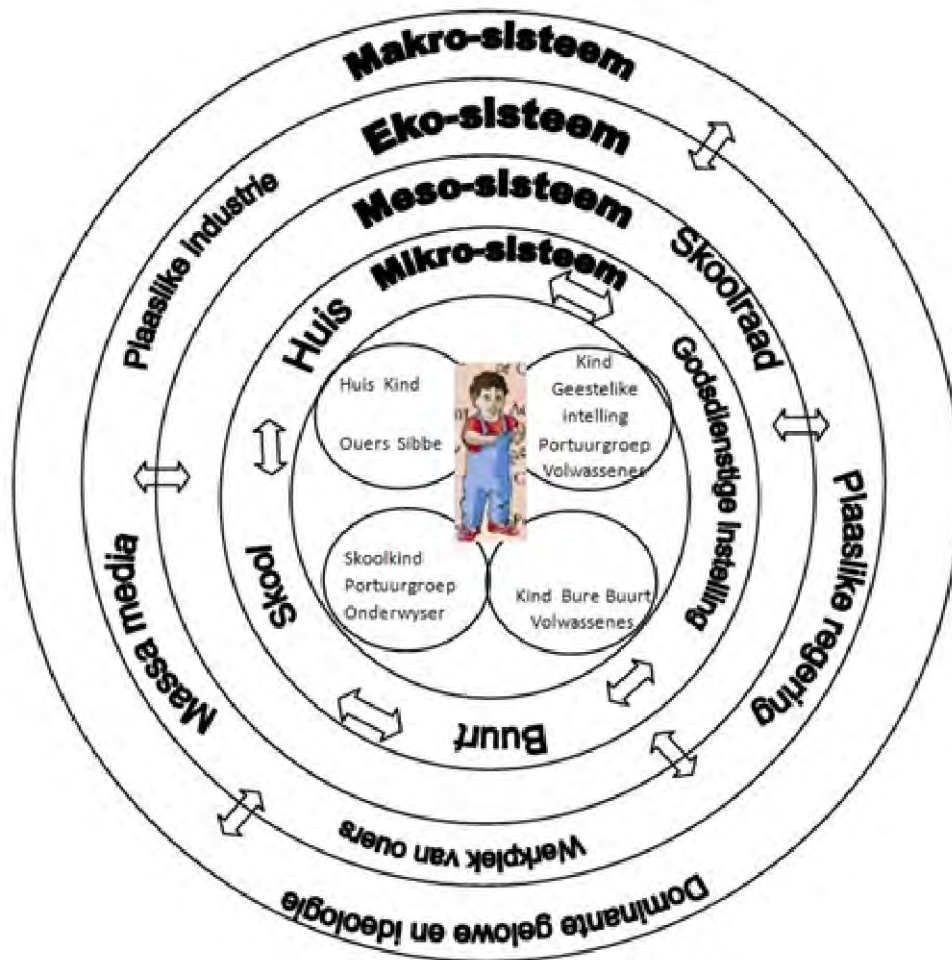 Makro-sisteem
Eko-sisteem
Meso-sisteem
Mikro-sisteem
Plaaslike Industrie
Skoolraad
Huis
Godsdienstige Instelling
Huis Kind
Ouers Sibbe
Kind
Geestelike
intelling
Portuurgroep
Volwassenes
Skoolkind
Portuurgroep
Onderwyser
Kind Bure Buurt
Volwassenes
Skool
Buurt
Massa media
Plaaslike regering
Werkplek van ouers
Dominante gelowe en ideologie